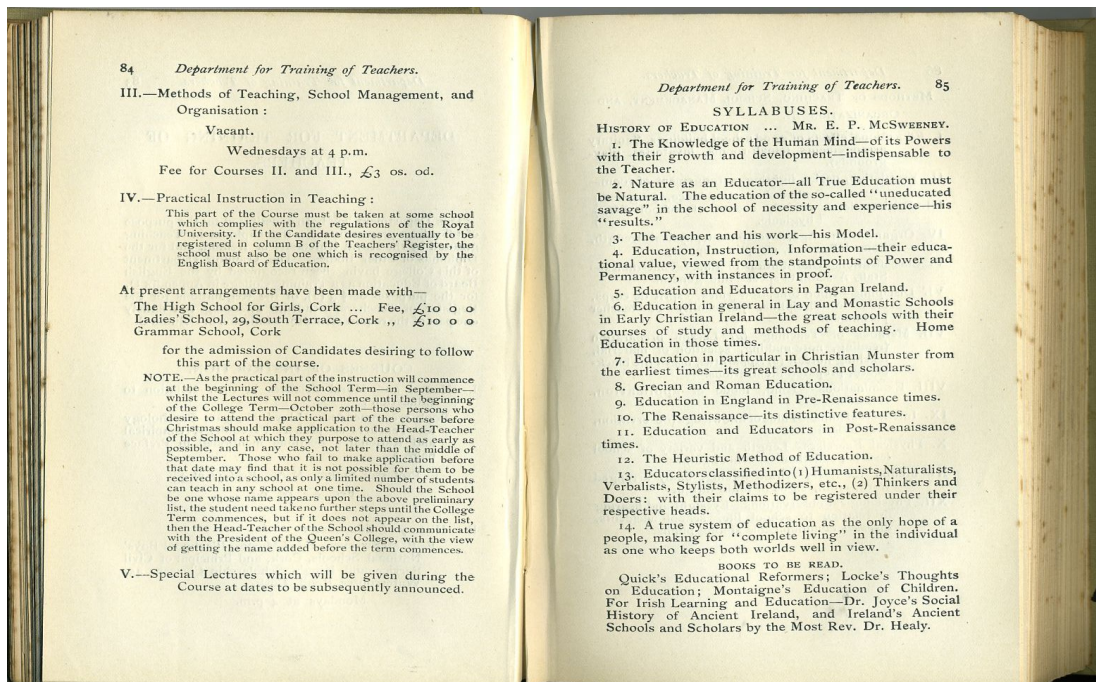 84 Department for Training of Teachers.
III.—Methods of Teaching, School Management, and
Organisation :
Vacant.
Wednesdays at 4 p.m.
Fee for Courses II. and III., £3 0s. 0d.
IV.—Practical Instruction in Teaching :
This part of the Course must be taken at some school
which complies with the regulations of the Royal
University. If the Candidate desires eventually to be
registered in column B of the Teachers' Register, the
school must also be one which is recognised by the
English Board of Education.
At present arrangements have been made with—
The High School for Girls, Cork ... Fee, £10 0 0
Ladies' School, 29, South Terrace, Cork ,, £10 0 0
Grammar School, Cork
for the admission of Candidates desiring to follow
this part of the course.
NOTE.—As the practical part of the instruction will commence
at the beginning of the School Term—in September—
whilst the Lectures will not commence until the beginning
of the College Term—October 20th—those persons who
desire to attend the practical part of the course before
Christmas should make application to the Head-Teacher
of the School at which they purpose to attend as early as
possible, and in any case, not later than the middle of
September. Those who fail to make application before
that date may find that it is not possible for them to be
received into a school, as only a limited number of students
can teach in any school at one time. Should the School
be one whose name appears upon the above preliminary
list, the student need take no further steps until the College
Term commences, but if it does not appear on the list,
then the Head-Teacher of the School should communicate
with the President of the Queen's College, with the view
of getting the name added before the term commences.
V.—Special Lectures which will be given during the
Course at dates to be subsequently announced.
Department for Training of Teachers. 85
SYLLABUSES.
HISTORY OF EDUCATION ... MR. E. P. MCSWEENEY.
1. The Knowledge of the Human Mind—of its Powers
with their growth and development—indispensable to
the Teacher.
2. Nature as an Educator—all True Education must
be Natural. The education of the so-called "uneducated
savage" in the school of necessity and experience—his
"results."
3. The Teacher and his work—his Model.
4. Education, Instruction, Information—their educa-
tional value, viewed from the standpoints of Power and
Permanency, with instances in proof.
5. Education and Educators in Pagan Ireland.
6. Education in general in Lay and Monastic Schools
in Early Christian Ireland—the great schools with their
courses of study and methods of teaching. Home
Education in those times.
7. Education in particular in Christian Munster from
the earliest times—its great schools and scholars.
8. Grecian and Roman Education.
9. Education in England in Pre-Renaissance times.
10. The Renaissance—its distinctive features.
11. Education and Educators in Post-Renaissance
times.
12. The Heuristic Method of Education.
13. Educators classified into (1) Humanists, Naturalists,
Verbalists, Stylists, Methodizers, etc., (2) Thinkers and
Doers: with their claims to be registered under their
respective heads.
14. A true system of education as the only hope of a
people, making for "complete living" in the individual
as one who keeps both worlds well in view.
BOOKS TO BE READ.
Quick's Educational Reformers; Locke's Thoughts
on Education; Montaigne's Education of Children.
For Irish Learning and Education—Dr. Joyce's Social
History of Ancient Ireland, and Ireland's Ancient
Schools and Scholars by the Most Rev. Dr. Healy.